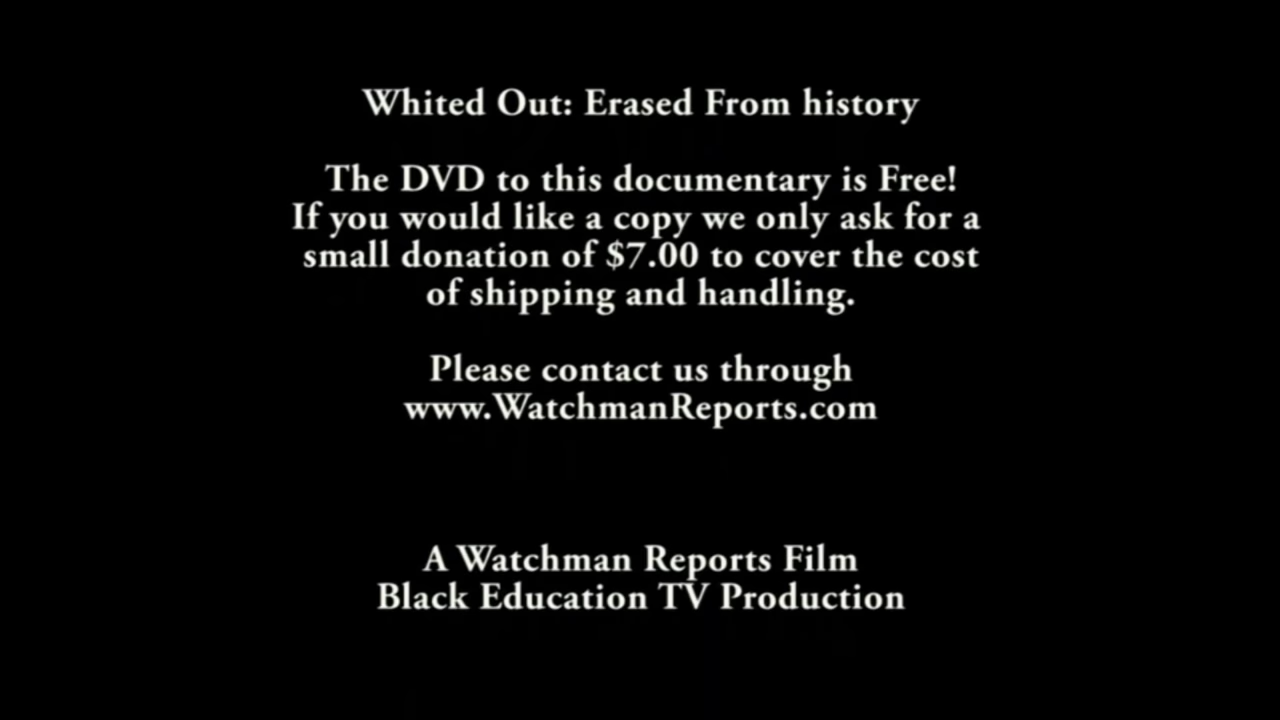 Whited Out: Erased From history
The DVD to this documentary is Free!
If you would like a copy we only ask for a
small donation of $7.00 to cover the cost
of shipping and handling.
Please contact us through
www.WatchmanReports.com
A Watchman Reports Film
Black Education TV Production